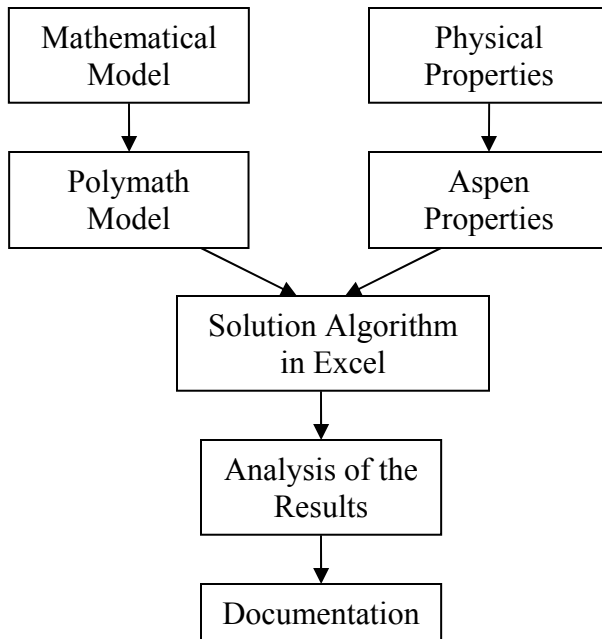 Mathematical
Model
Physical
Properties
Polymath
Model
Aspen
Properties
Solution Algorithm
in Excel
Analysis of the
Results
Documentation